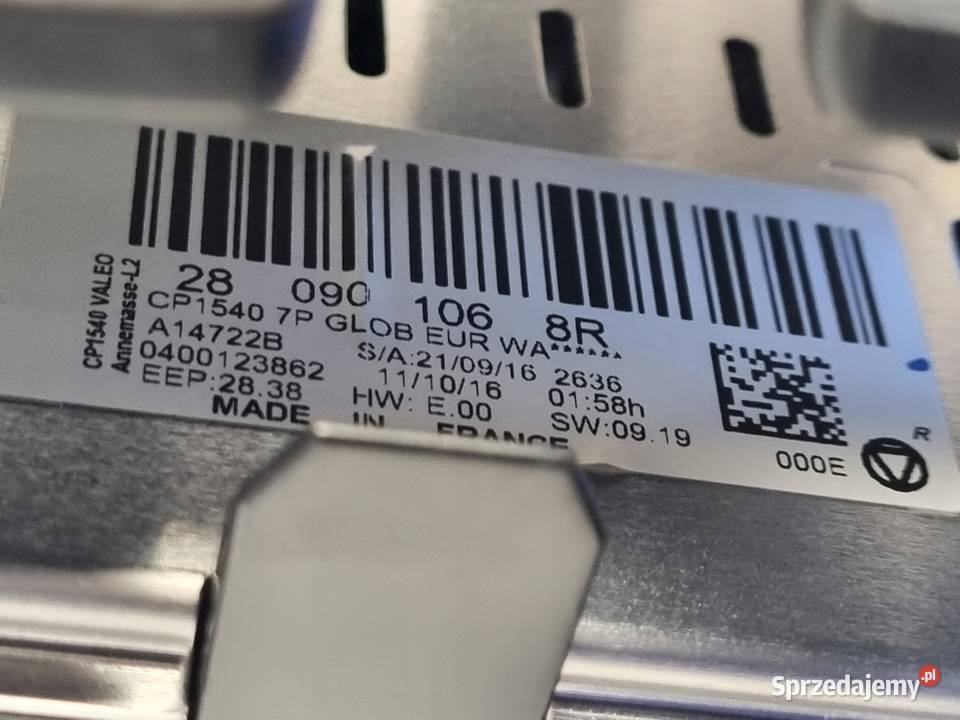 CP1540 VALEO
Annemasse-L2
28 090 106 8R
CP1540 7P GLOB EUR WA******
A14722B S/A:21/09/16 2636
0400123862 11/10/16 01:58h
EEP:28.38 HW: E.00 SW:09.19
MADE IN FRANCE
R
000E
Sprzedajemy.pl